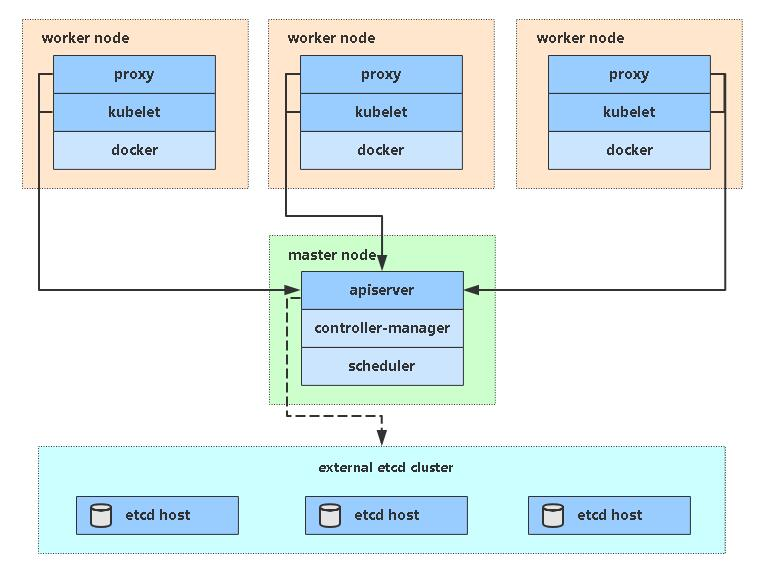 worker node
proxy
kubelet
docker
worker node
proxy
kubelet
docker
worker node
proxy
kubelet
docker
master node
apiserver
controller-manager
scheduler
external etcd cluster
etcd host
etcd host
etcd host